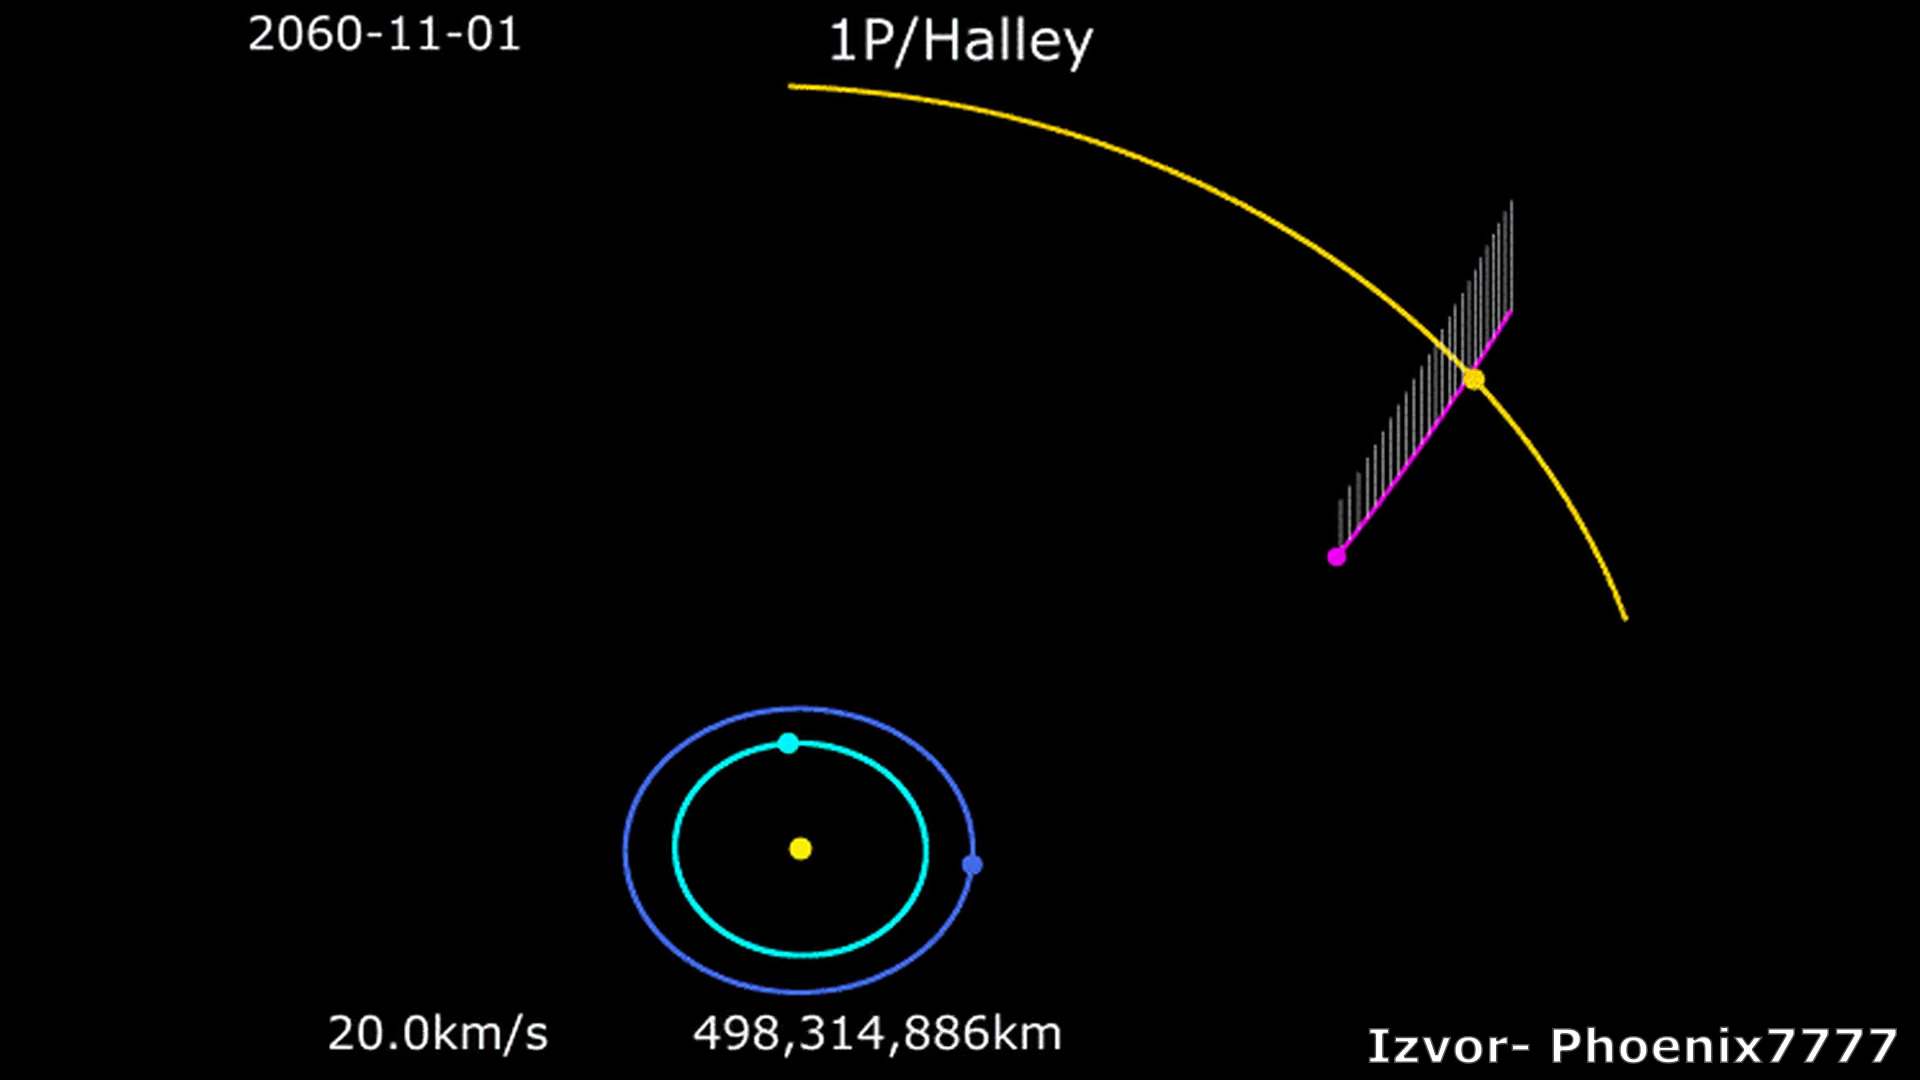 2060-11-01
1P/Halley
20.0km/s
498,314,886km
Izvor- Phoenix7777